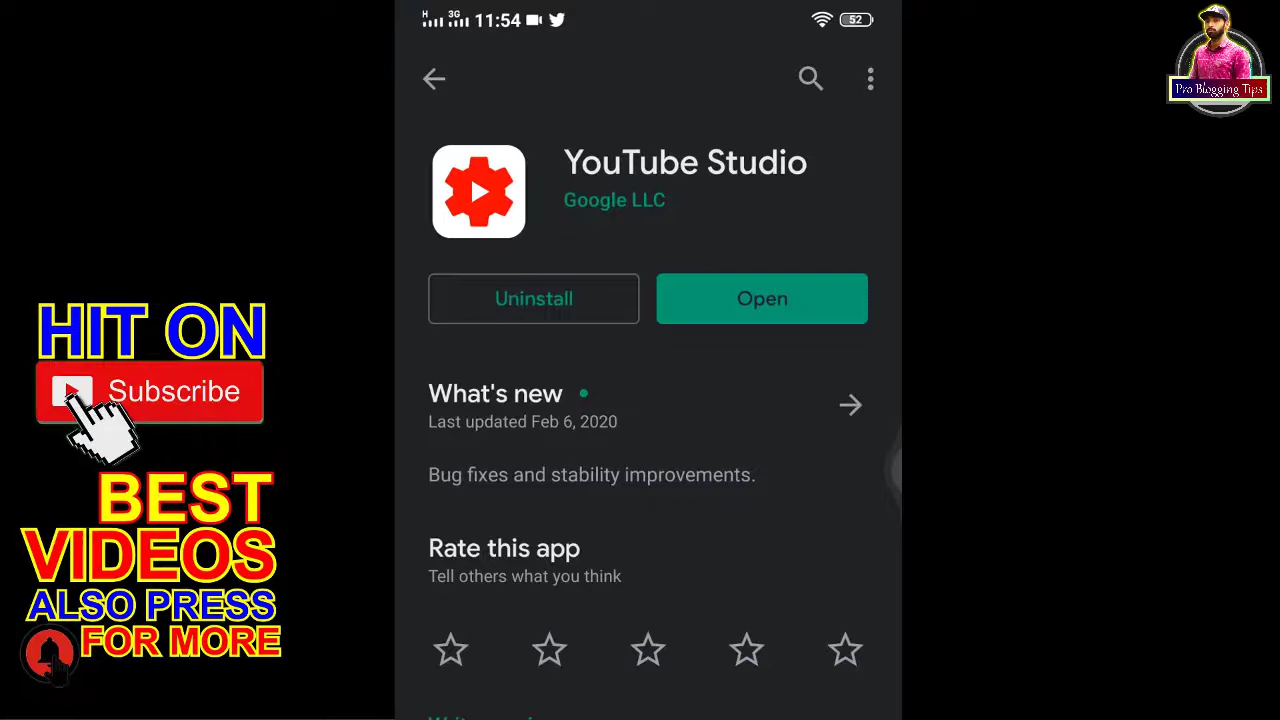 H 3G 11:54 52
Pro Blogging Tips
YouTube Studio
Google LLC
Uninstall
Open
HIT ON
Subscribe
BEST
VIDEOS
ALSO PRESS
FOR MORE
What's new
Last updated Feb 6, 2020
Bug fixes and stability improvements.
Rate this app
Tell others what you think